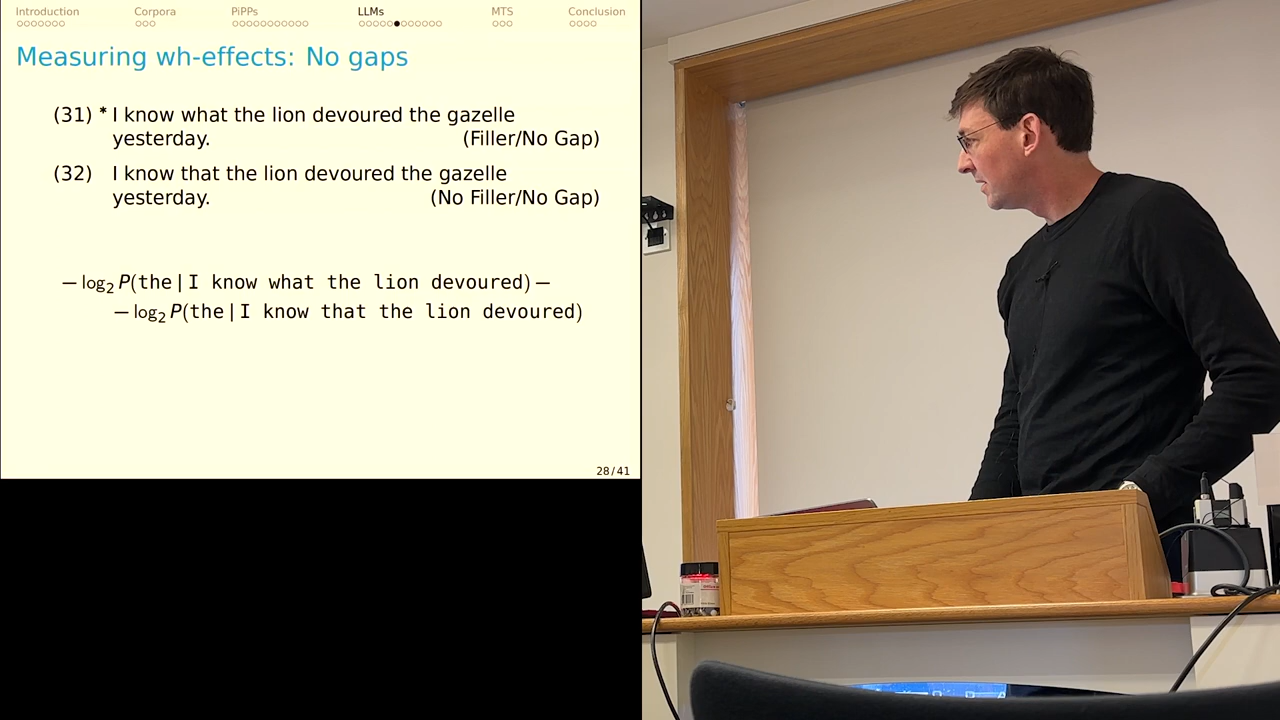 Introduction Corpora PiPPs LLMs MTS Conclusion
Measuring wh-effects: No gaps
(31) * I know what the lion devoured the gazelle
yesterday. (Filler/No Gap)
(32) I know that the lion devoured the gazelle
yesterday. (No Filler/No Gap)
− log₂ P(the|I know what the lion devoured) −
− log₂ P(the|I know that the lion devoured)
28/41